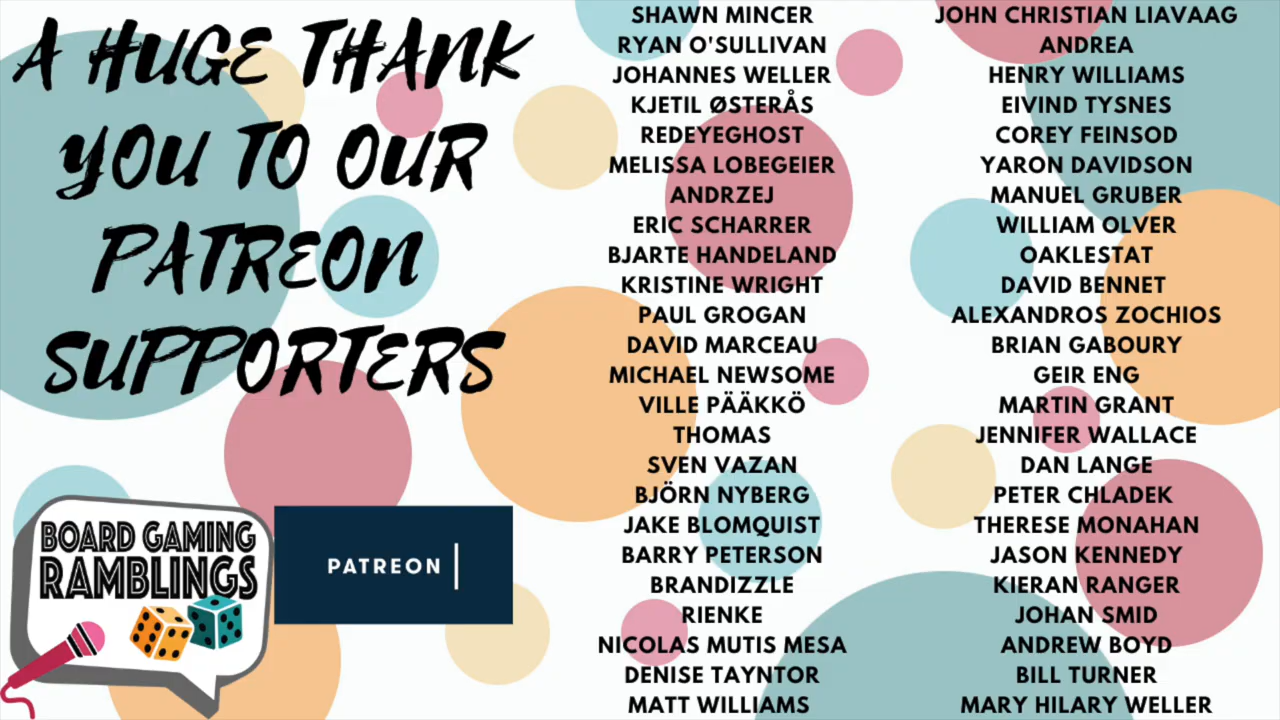 A HUGE THANK
YOU TO OUR
PATREON
SUPPORTERS
BOARD GAMING
RAMBLINGS
PATREON
SHAWN MINCER
RYAN O'SULLIVAN
JOHANNES WELLER
KJETIL ØSTERÅS
REDEYEGHOST
MELISSA LOBEGEIER
ANDRZEJ
ERIC SCHARRER
BJARTE HANDELAND
KRISTINE WRIGHT
PAUL GROGAN
DAVID MARCEAU
MICHAEL NEWSOME
VILLE PÄÄKKÖ
THOMAS
SVEN VAZAN
BJÖRN NYBERG
JAKE BLOMQUIST
BARRY PETERSON
BRANDIZZLE
RIENKE
NICOLAS MUTIS MESA
DENISE TAYNTOR
MATT WILLIAMS
JOHN CHRISTIAN LIAVAAG
ANDREA
HENRY WILLIAMS
EIVIND TYSNES
COREY FEINSOD
YARON DAVIDSON
MANUEL GRUBER
WILLIAM OLVER
OAKLESTAT
DAVID BENNET
ALEXANDROS ZOCHIOS
BRIAN GABOURY
GEIR ENG
MARTIN GRANT
JENNIFER WALLACE
DAN LANGE
PETER CHLADEK
THERESE MONAHAN
JASON KENNEDY
KIERAN RANGER
JOHAN SMID
ANDREW BOYD
BILL TURNER
MARY HILARY WELLER